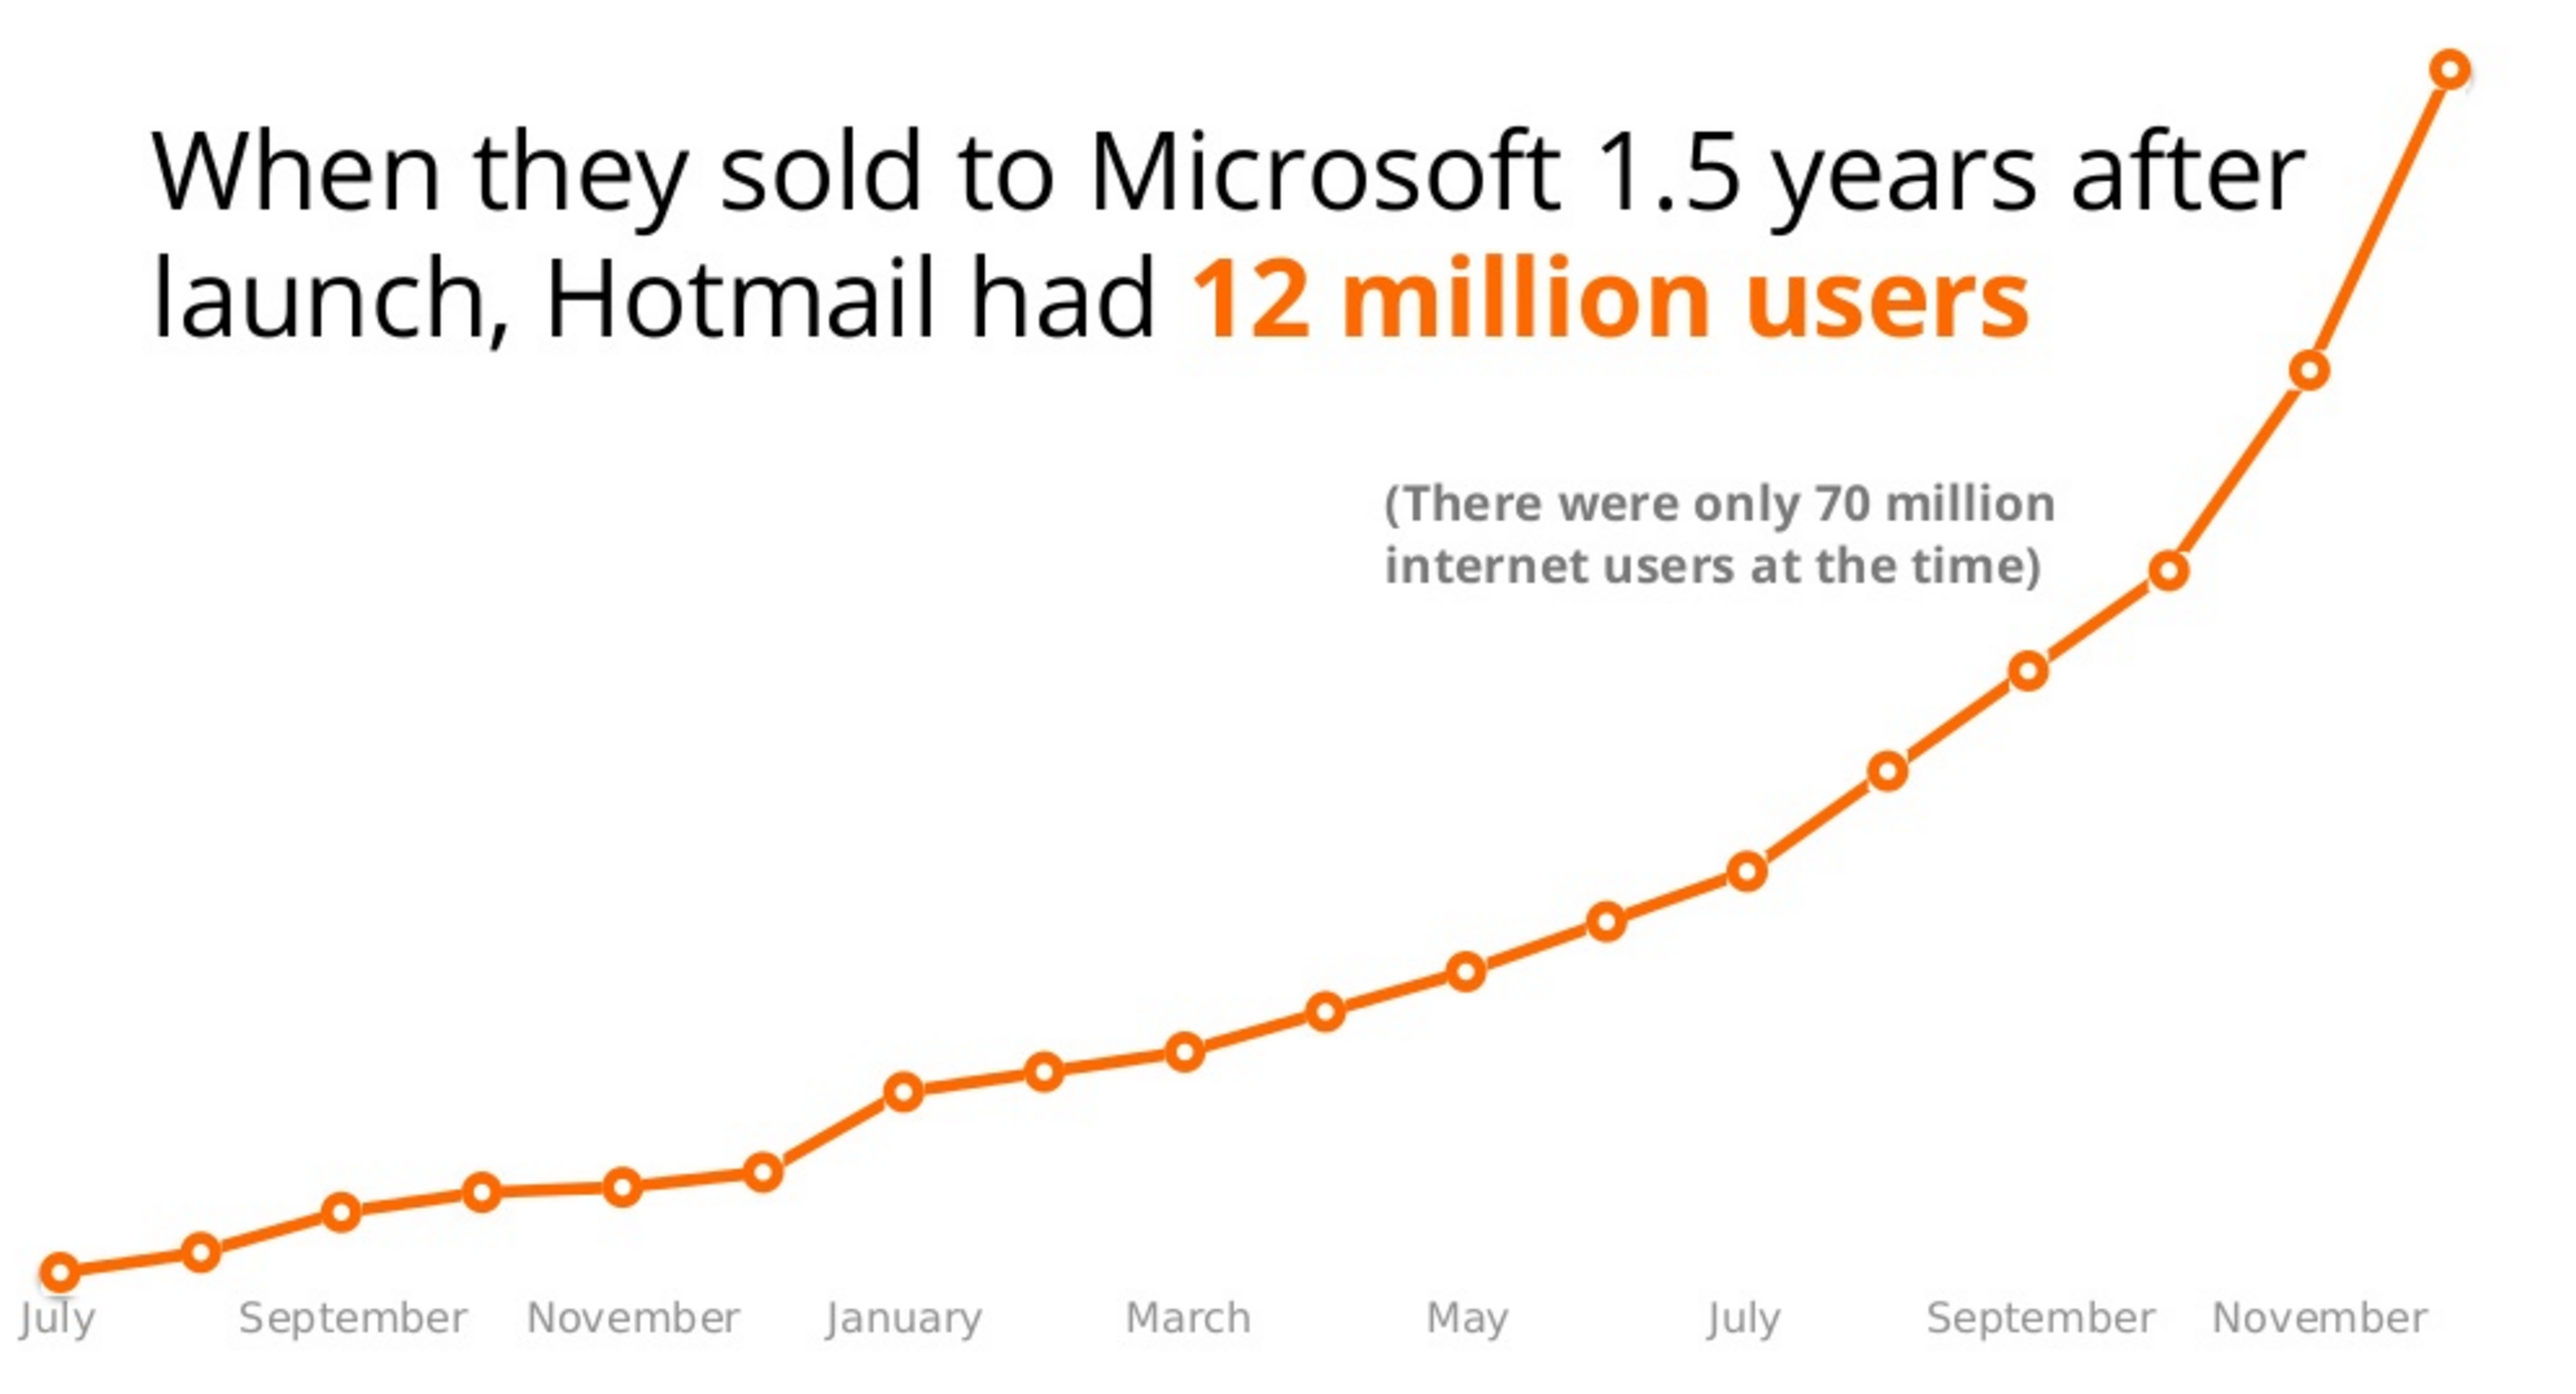 When they sold to Microsoft 1.5 years after
launch, Hotmail had 12 million users
(There were only 70 million
internet users at the time)
July September November January March May July September November